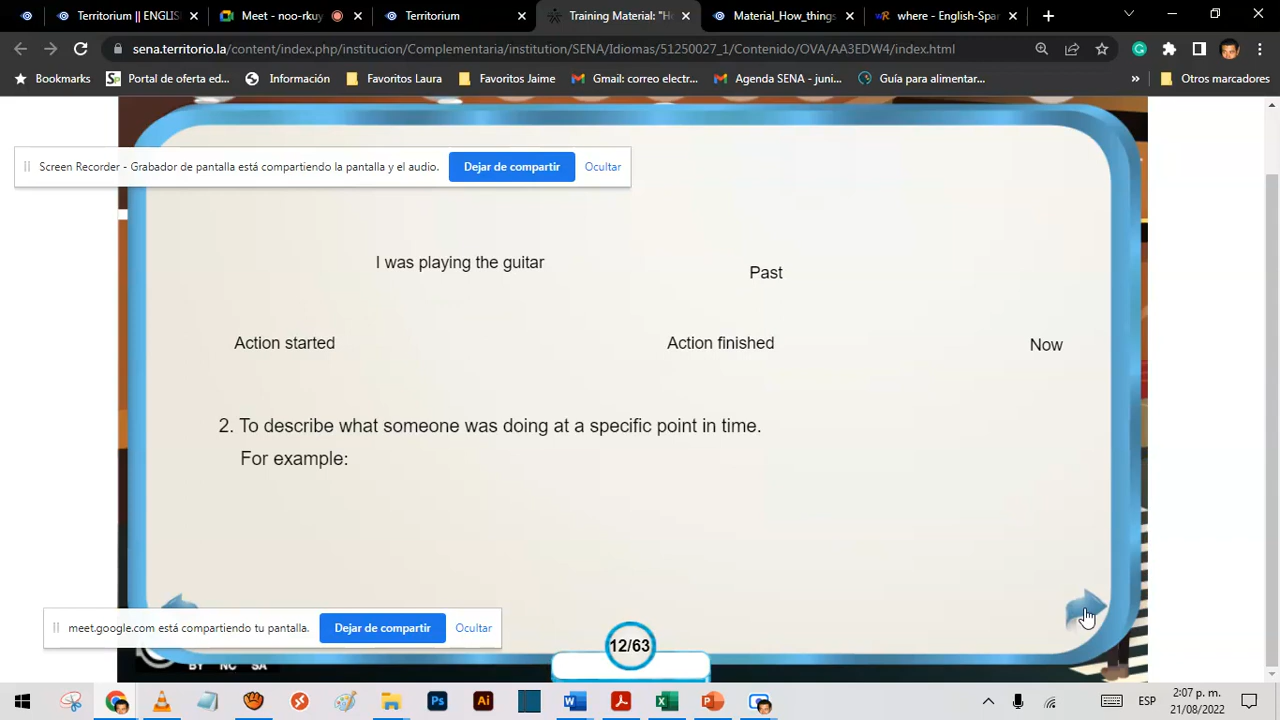 Territorium || ENGLIS
Meet - noo-rkuy
Territorium
Training Material: "Ho
Material_How_things
where - English-Spa
sena.territorio.la/content/index.php/institucion/Complementaria/institution/SENA/Idiomas/51250027_1/Contenido/OVA/AA3EDW4/index.html
Bookmarks
Portal de oferta ed...
Información
Favoritos Laura
Favoritos Jaime
Gmail: correo electr...
Agenda SENA - juni...
Guía para alimentar...
»
Otros marcadores
Screen Recorder - Grabador de pantalla está compartiendo la pantalla y el audio.
Dejar de compartir
Ocultar
I was playing the guitar
Past
Action started
Action finished
Now
2. To describe what someone was doing at a specific point in time.
For example:
meet.google.com está compartiendo tu pantalla.
Dejar de compartir
Ocultar
12/63
BY NC SA
ESP
2:07 p. m.
21/08/2022